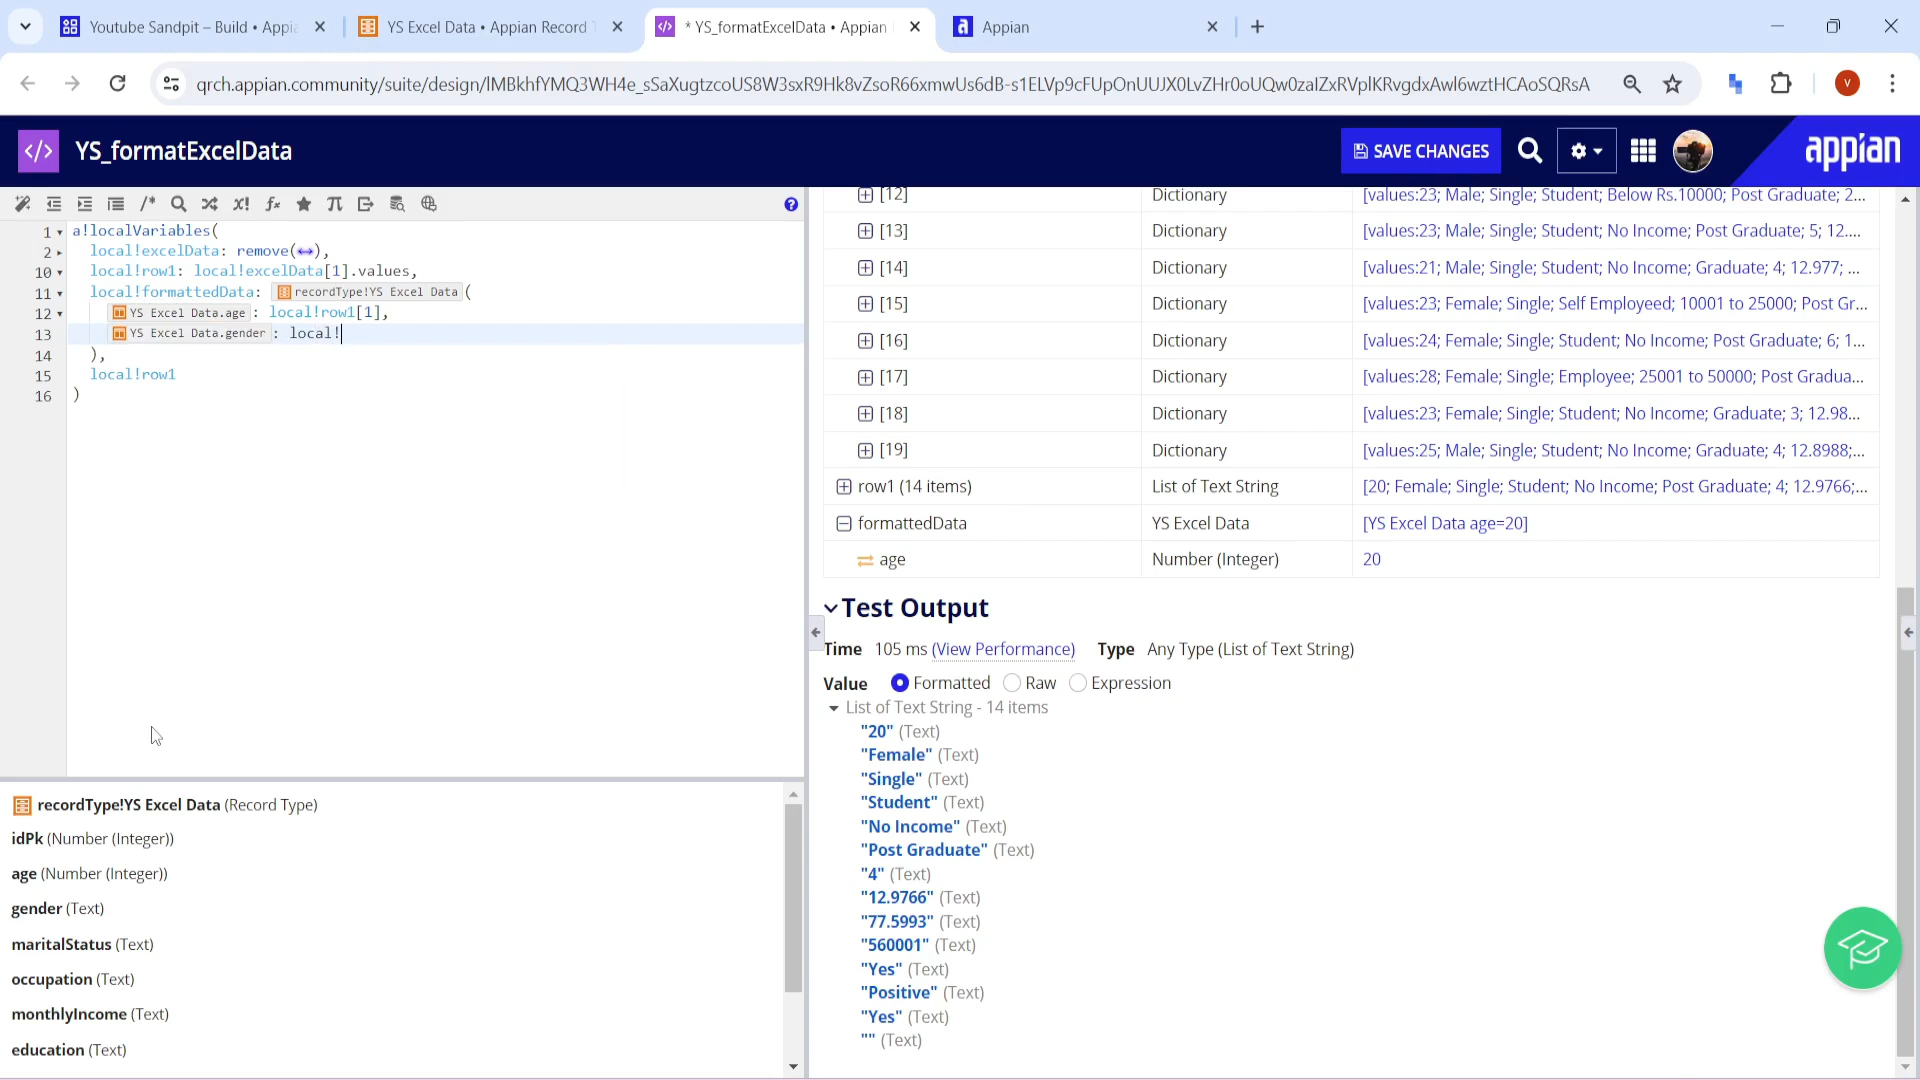 Youtube Sandpit – Build • Appia
YS Excel Data • Appian Record T
* YS_formatExcelData • Appian
Appian
V
YS_formatExcelData
SAVE CHANGES
appian
1 a!localVariables(
2 local!excelData: remove(),
10 local!row1: local!excelData[1].values,
11 local!formattedData: recordType!YS Excel Data (
12 YS Excel Data.age : local!row1[1],
13 YS Excel Data.gender : local!
14 ),
15 local!row1
16 )
recordType!YS Excel Data (Record Type)
idPk (Number (Integer))
age (Number (Integer))
gender (Text)
maritalStatus (Text)
occupation (Text)
monthlyIncome (Text)
education (Text)
[12] Dictionary [values:23; Male; Single; Student; Below Rs.10000; Post Graduate; 2...
[13] Dictionary [values:23; Male; Single; Student; No Income; Post Graduate; 5; 12....
[14] Dictionary [values:21; Male; Single; Student; No Income; Graduate; 4; 12.977; ...
[15] Dictionary [values:23; Female; Single; Self Employeed; 10001 to 25000; Post Gr...
[16] Dictionary [values:24; Female; Single; Student; No Income; Post Graduate; 6; 1...
[17] Dictionary [values:28; Female; Single; Employee; 25001 to 50000; Post Gradua...
[18] Dictionary [values:23; Female; Single; Student; No Income; Graduate; 3; 12.98...
[19] Dictionary [values:25; Male; Single; Student; No Income; Graduate; 4; 12.8988;...
row1 (14 items) List of Text String [20; Female; Single; Student; No Income; Post Graduate; 4; 12.9766;...
formattedData YS Excel Data [YS Excel Data age=20]
age Number (Integer) 20
Test Output
Time 105 ms (View Performance) Type Any Type (List of Text String)
Value Formatted Raw Expression
List of Text String - 14 items
"20" (Text)
"Female" (Text)
"Single" (Text)
"Student" (Text)
"No Income" (Text)
"Post Graduate" (Text)
"4" (Text)
"12.9766" (Text)
"77.5993" (Text)
"560001" (Text)
"Yes" (Text)
"Positive" (Text)
"Yes" (Text)
"" (Text)